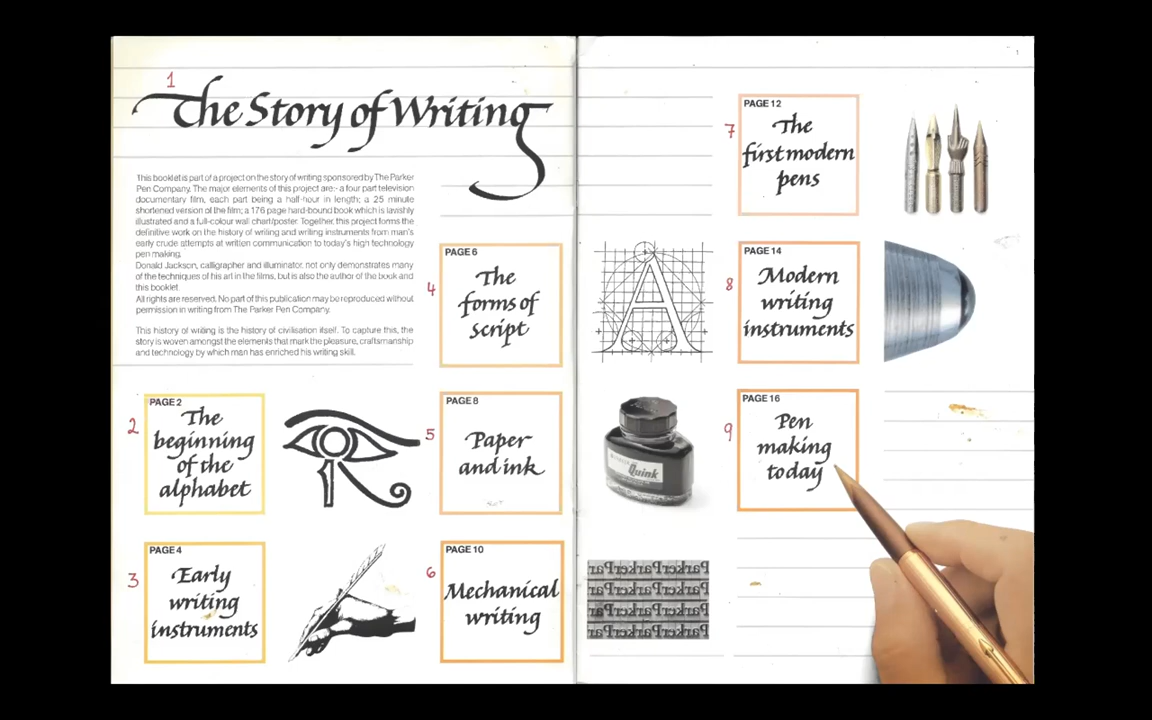 1
The Story of Writing
This booklet is part of a project on the story of writing sponsored by The Parker
Pen Company. The major elements of this project are:- a four part television
documentary film, each part being a half-hour in length; a 25 minute
shortened version of the film; a 176 page hard-bound book which is lavishly
illustrated and a full-colour wall chart/poster. Together, this project forms the
definitive work on the history of writing and writing instruments from man's
early crude attempts at written communication to today's high technology
pen making.
Donald Jackson, calligrapher and illuminator, not only demonstrates many
of the techniques of his art in the films, but is also the author of the book and
this booklet.
All rights are reserved. No part of this publication may be reproduced without
permission in writing from The Parker Pen Company.
This history of writing is the history of civilisation itself. To capture this, the
story is woven amongst the elements that mark the pleasure, craftsmanship
and technology by which man has enriched his writing skill.
2
PAGE 2
The
beginning
of the
alphabet
3
PAGE 4
Early
writing
instruments
4
PAGE 6
The
forms of
script
5
PAGE 8
Paper
and ink
6
PAGE 10
Mechanical
writing
A
Quink
ParkerParkerParkerPar
ParkerParkerParkerPar
ParkerParkerParkerPar
ParkerParkerParkerPar
1
7
PAGE 12
The
first modern
pens
8
PAGE 14
Modern
writing
instruments
9
PAGE 16
Pen
making
today